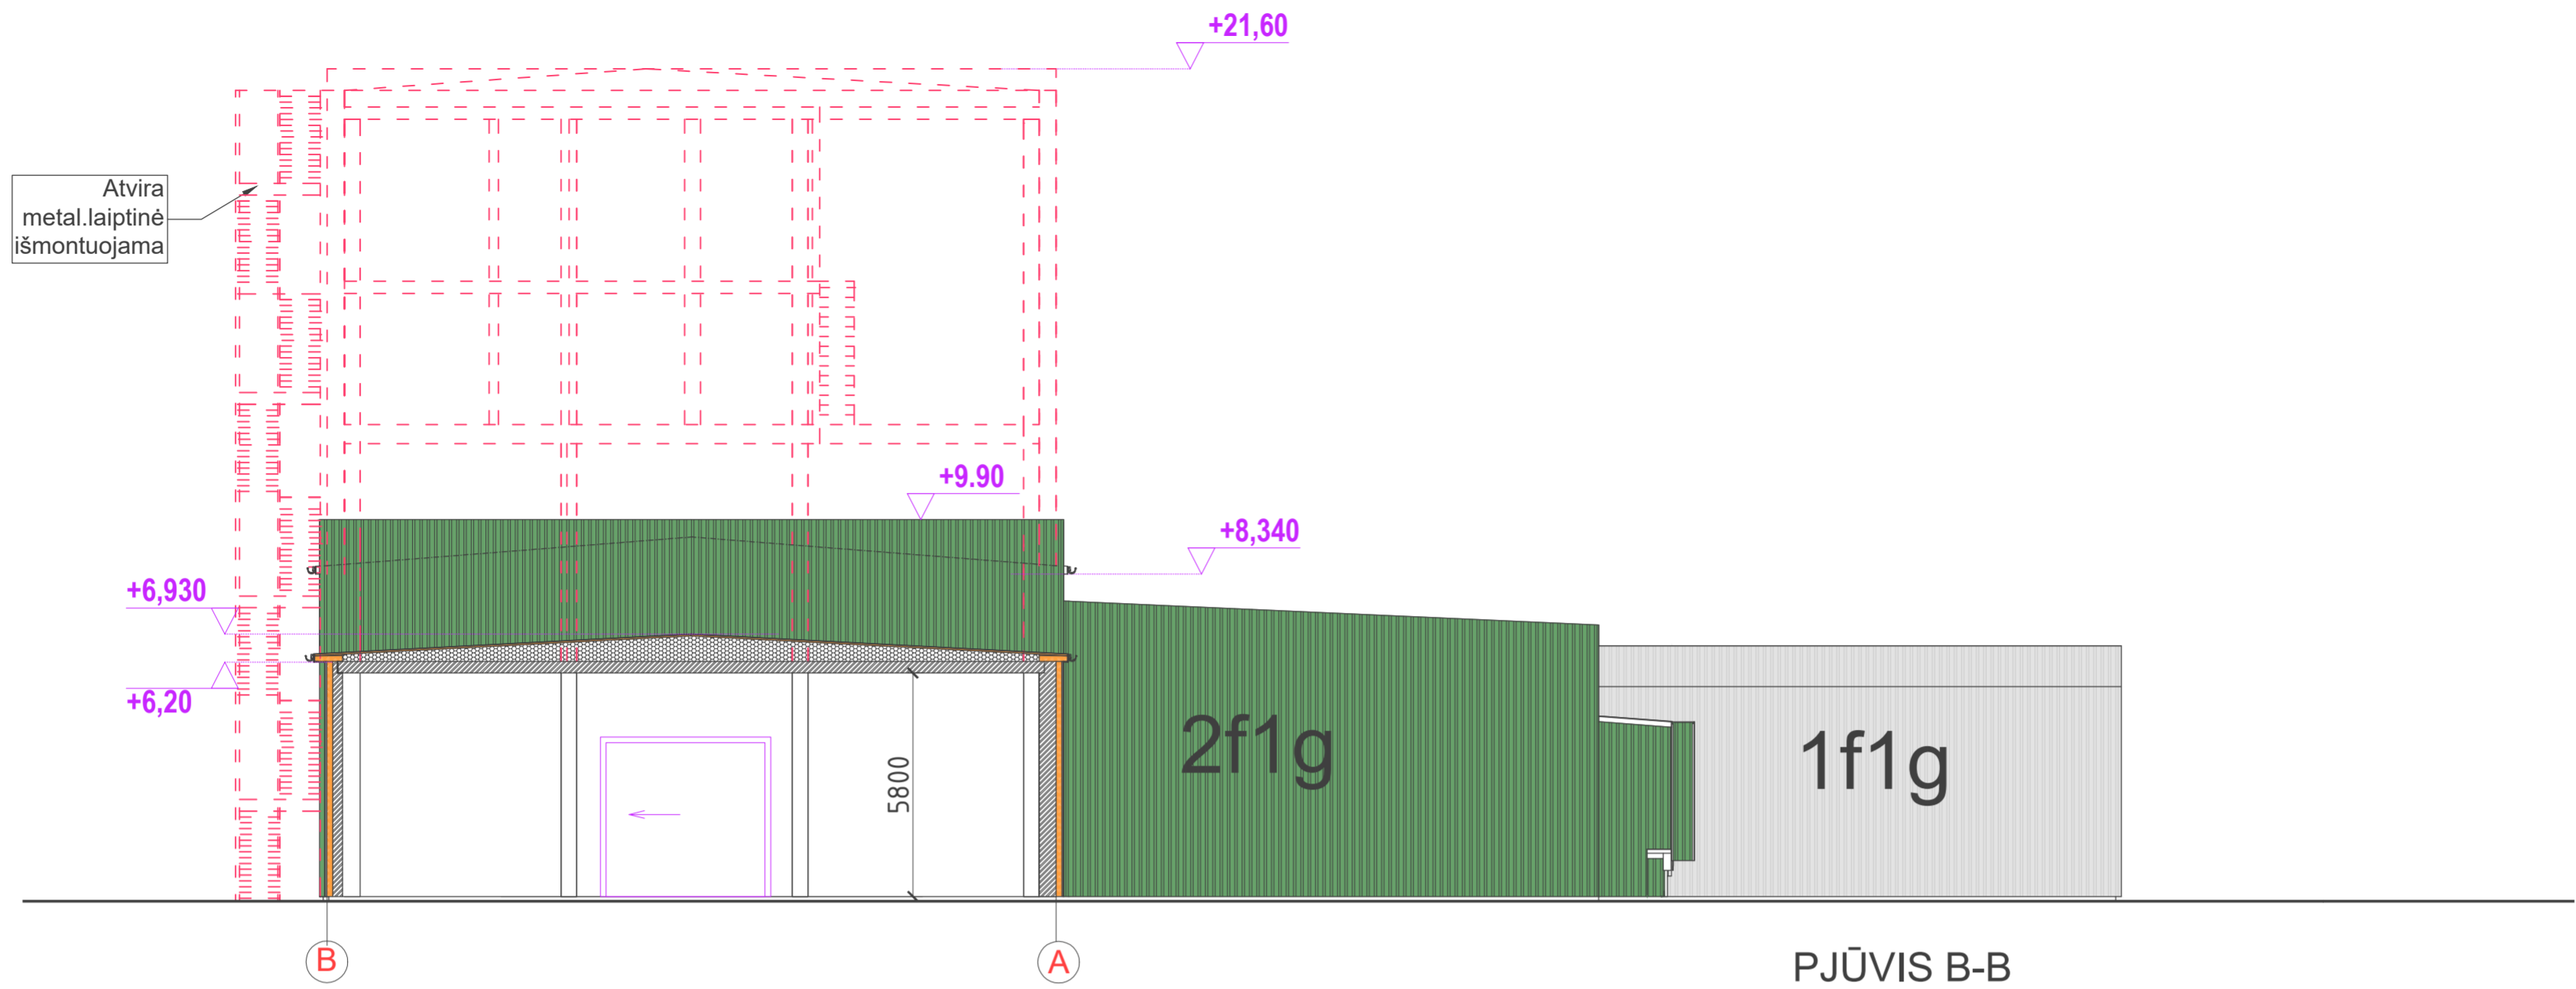 +21,60
Atvira
metal.laiptinė
išmontuojama
+9.90
+8,340
+6,930
+6,20
2f1g
1f1g
5800
B
A
PJŪVIS B-B